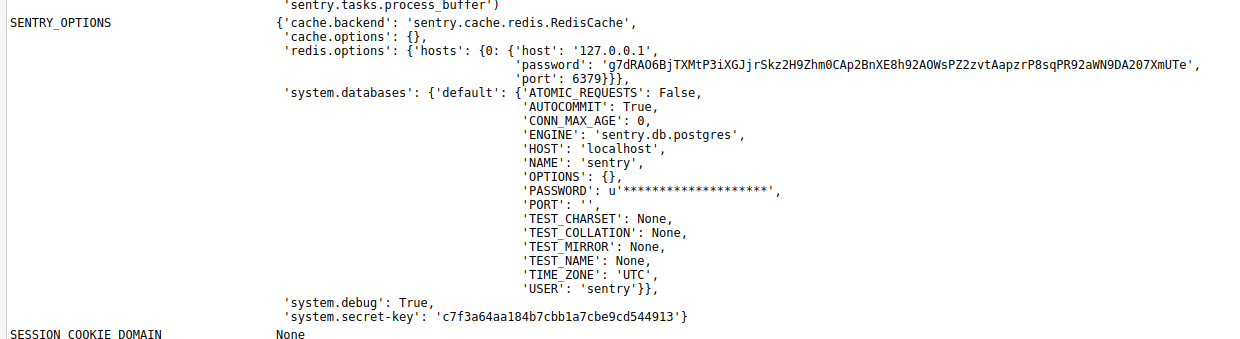 'sentry.tasks.process_buffer')
SENTRY_OPTIONS {'cache.backend': 'sentry.cache.redis.RedisCache',
'cache.options': {},
'redis.options': {'hosts': {0: {'host': '127.0.0.1',
'password': 'g7dRAO6BjTXMtP3iXGJjrSkz2H9Zhm0CAp2BnXE8h92AOWsPZ2zvtAapzrP8sqPR92aWN9DA207XmUTe',
'port': 6379}}},
'system.databases': {'default': {'ATOMIC_REQUESTS': False,
'AUTOCOMMIT': True,
'CONN_MAX_AGE': 0,
'ENGINE': 'sentry.db.postgres',
'HOST': 'localhost',
'NAME': 'sentry',
'OPTIONS': {},
'PASSWORD': u'********************',
'PORT': '',
'TEST_CHARSET': None,
'TEST_COLLATION': None,
'TEST_MIRROR': None,
'TEST_NAME': None,
'TIME_ZONE': 'UTC',
'USER': 'sentry'}},
'system.debug': True,
'system.secret-key': 'c7f3a64aa184b7cbb1a7cbe9cd544913'}
SESSION_COOKIE_DOMAIN None